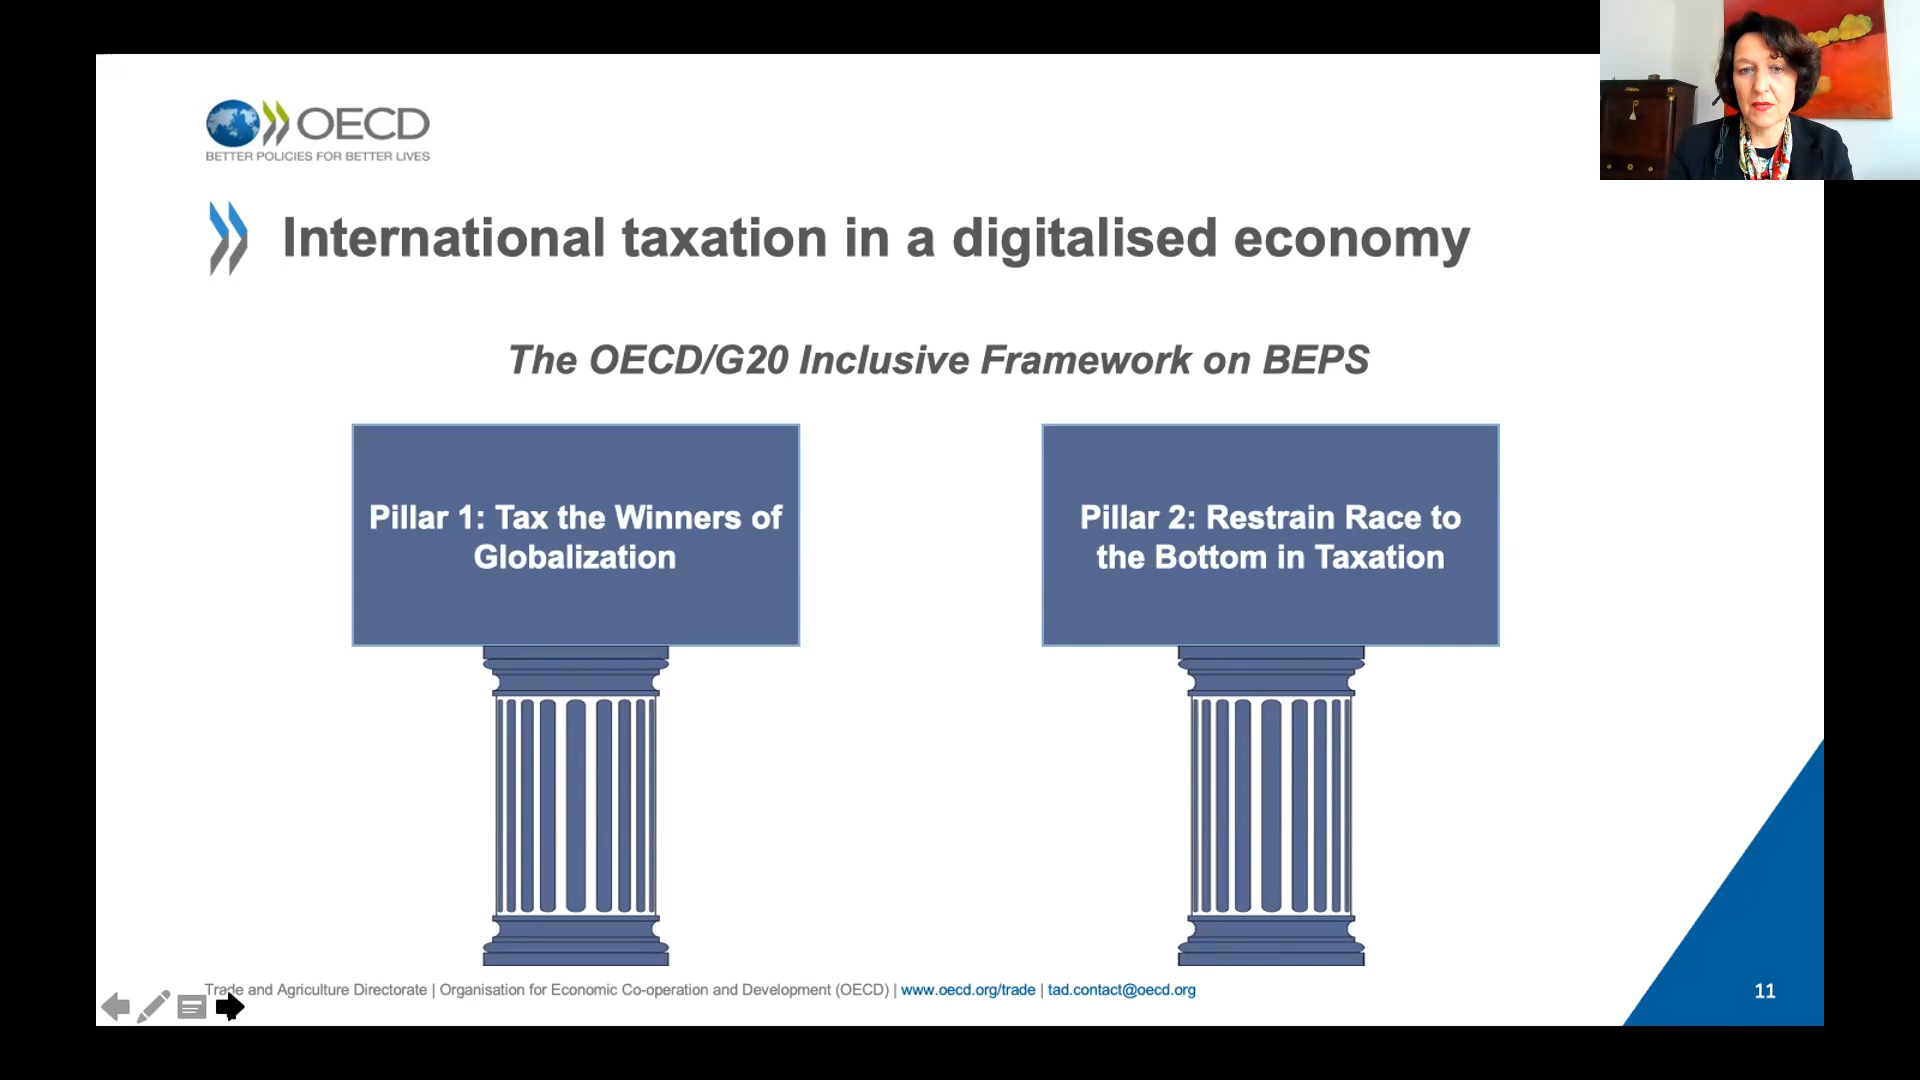 OECD
BETTER POLICIES FOR BETTER LIVES
International taxation in a digitalised economy
The OECD/G20 Inclusive Framework on BEPS
Pillar 1: Tax the Winners of
Globalization
Pillar 2: Restrain Race to
the Bottom in Taxation
Trade and Agriculture Directorate | Organisation for Economic Co-operation and Development (OECD) | www.oecd.org/trade | tad.contact@oecd.org
11